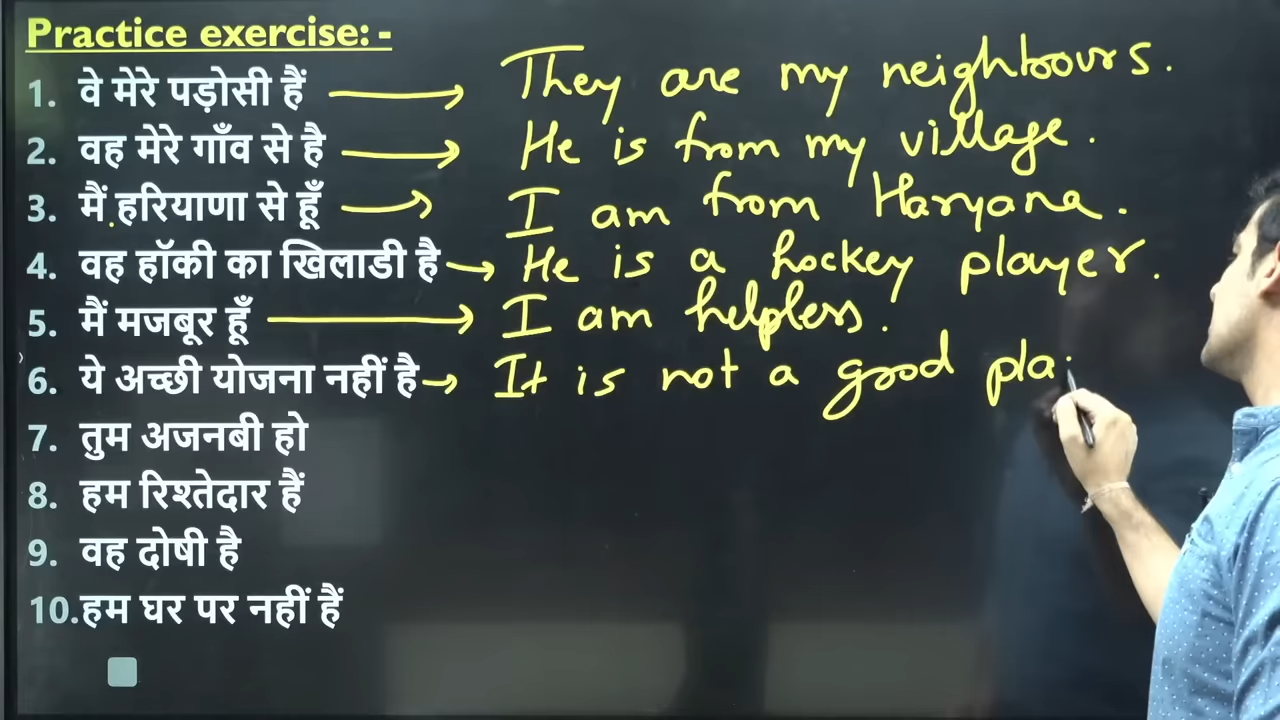 Practice exercise: -
1. वे मेरे पड़ोसी हैं → They are my neighbours.
2. वह मेरे गाँव से है → He is from my village.
3. मैं हरियाणा से हूँ → I am from Haryana.
4. वह हॉकी का खिलाडी है → He is a hockey player.
5. मैं मजबूर हूँ → I am helpless.
6. ये अच्छी योजना नहीं है → It is not a good pla
7. तुम अजनबी हो
8. हम रिश्तेदार हैं
9. वह दोषी है
10. हम घर पर नहीं हैं